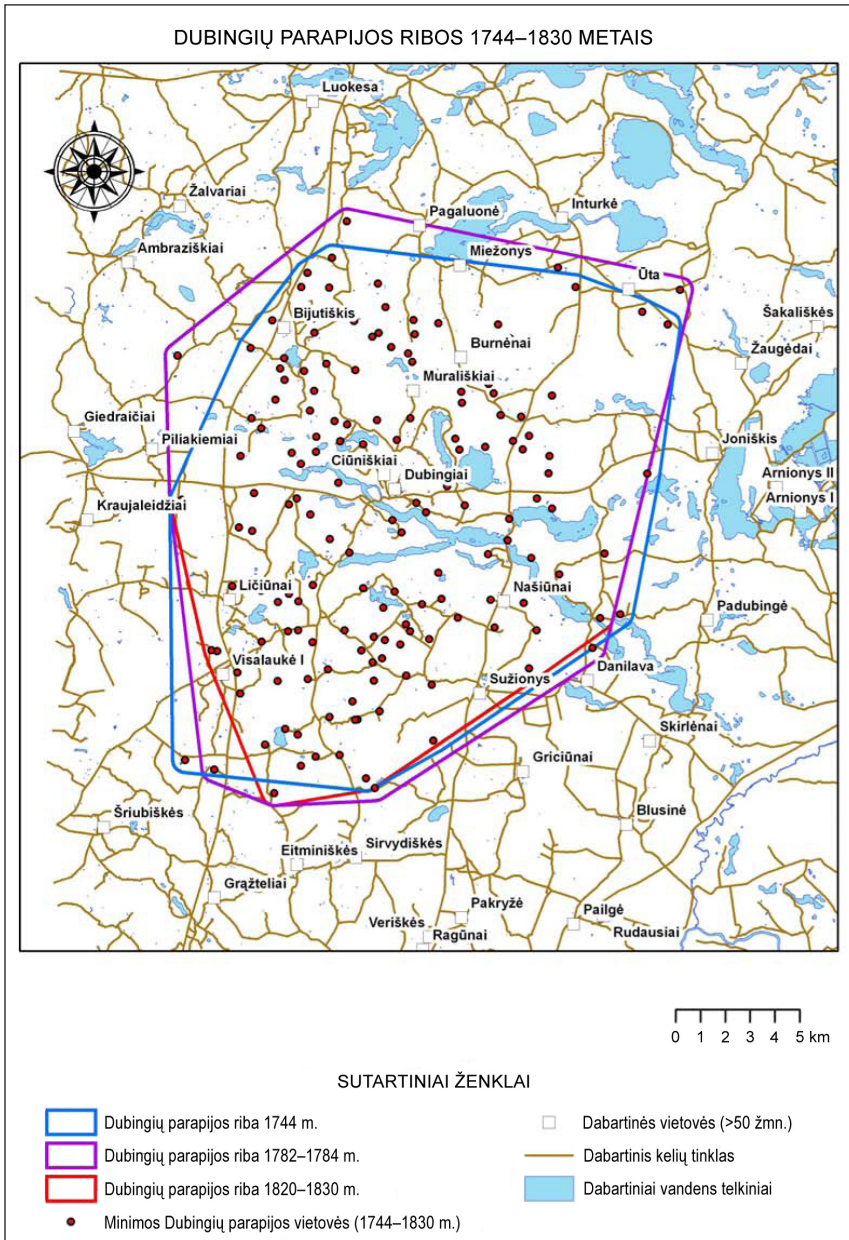 DUBINGIŲ PARAPIJOS RIBOS 1744–1830 METAIS
Luokesa
Žalvariai
Pagaluonė
Inturkė
Ambraziškiai
Miežonys
Ūta
Bijutiškis
Šakališkės
Burnėnai
Žaugėdai
Murališkiai
Giedraičiai
Piliakiemiai
Joniškis
Ciūniškiai
Dubingiai
Arnionys II
Kraujaleidžiai
Arnionys I
Ličiūnai
Našiūnai
Padubingė
Visalaukė I
Danilava
Sužionys
Skirlėnai
Griciūnai
Šriubiškės
Blusinė
Eitminiškės
Sirvydiškės
Grąžteliai
Pakryžė
Pailgė
Veriškės
Ragūnai
Rudausiai
0 1 2 3 4 5 km
SUTARTINIAI ŽENKLAI
Dubingių parapijos riba 1744 m.
Dubingių parapijos riba 1782–1784 m.
Dubingių parapijos riba 1820–1830 m.
Minimos Dubingių parapijos vietovės (1744–1830 m.)
Dabartinės vietovės (>50 žmn.)
Dabartinis kelių tinklas
Dabartiniai vandens telkiniai